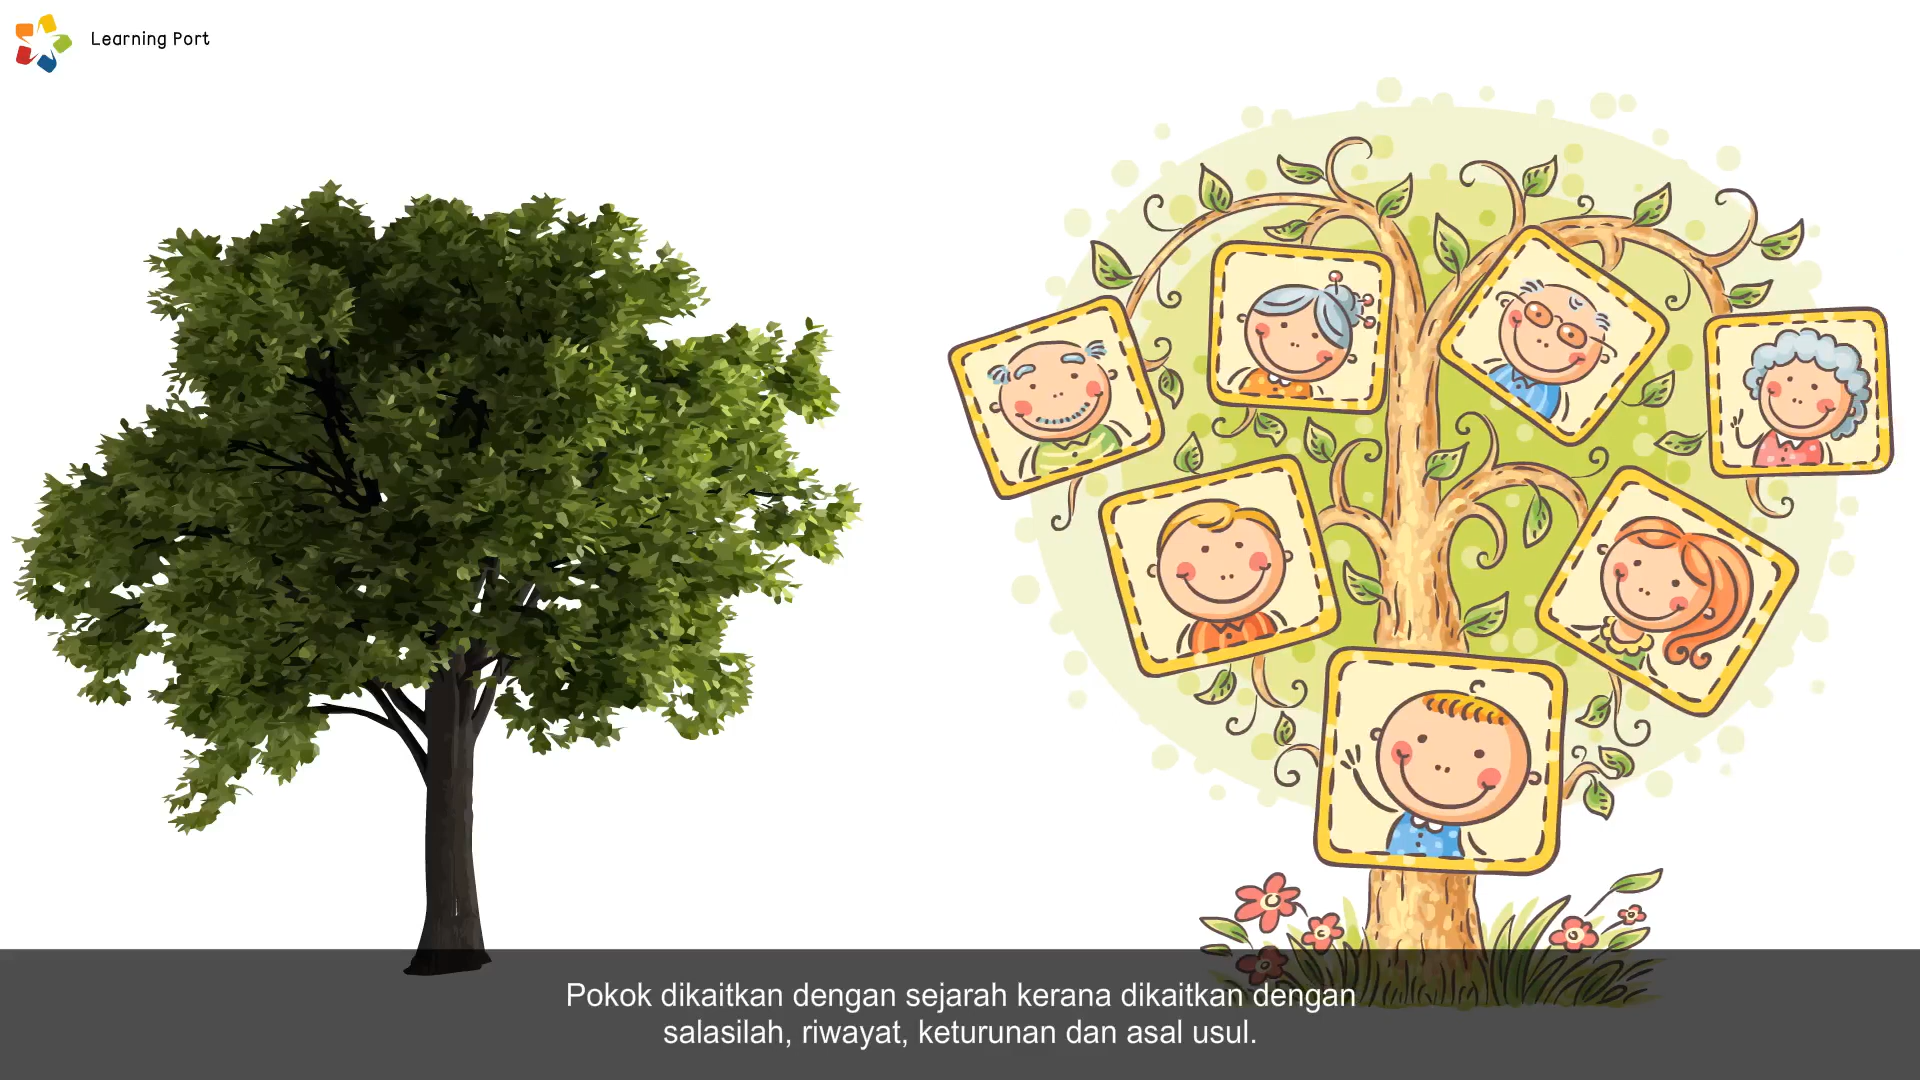 Learning Port
Pokok dikaitkan dengan sejarah kerana dikaitkan dengan
salasilah, riwayat, keturunan dan asal usul.